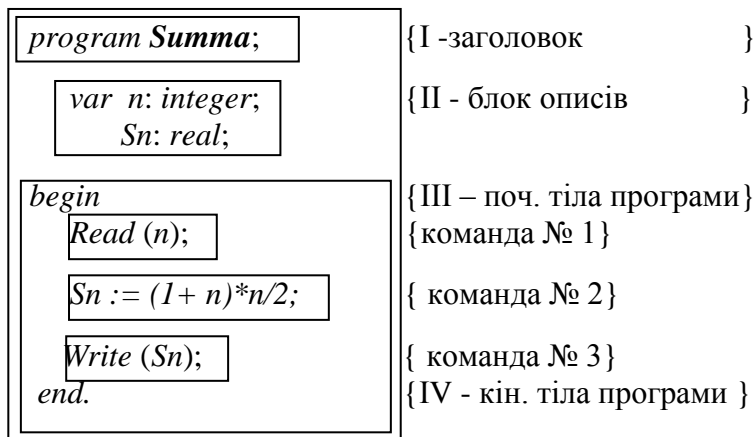 program Summa; {I -заголовок }
var n: integer; {II - блок описів }
Sn: real;
begin {III – поч. тіла програми}
Read (n); {команда № 1}
Sn := (1+ n)*n/2; { команда № 2}
Write (Sn); { команда № 3}
end. {IV - кін. тіла програми }